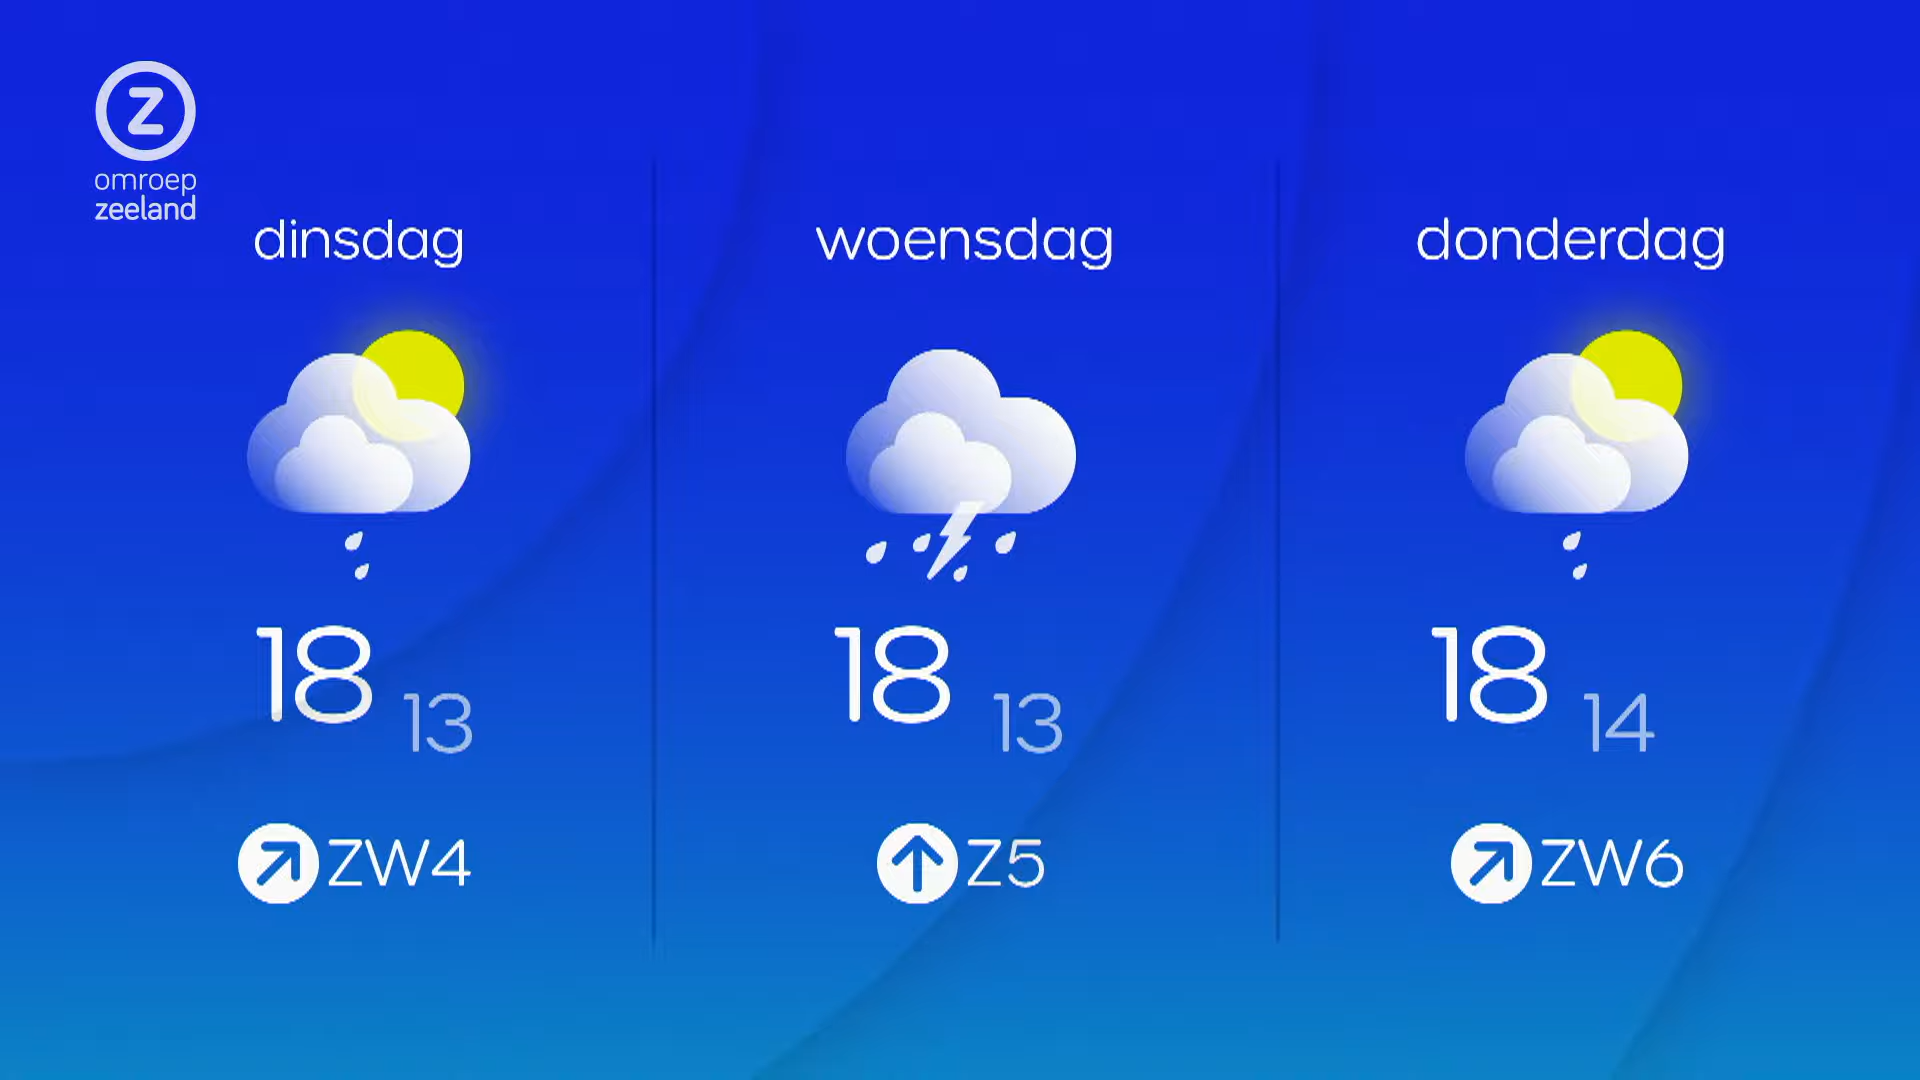 Z
omroep
zeeland
dinsdag
18 13
ZW4
woensdag
18 13
Z5
donderdag
18 14
ZW6